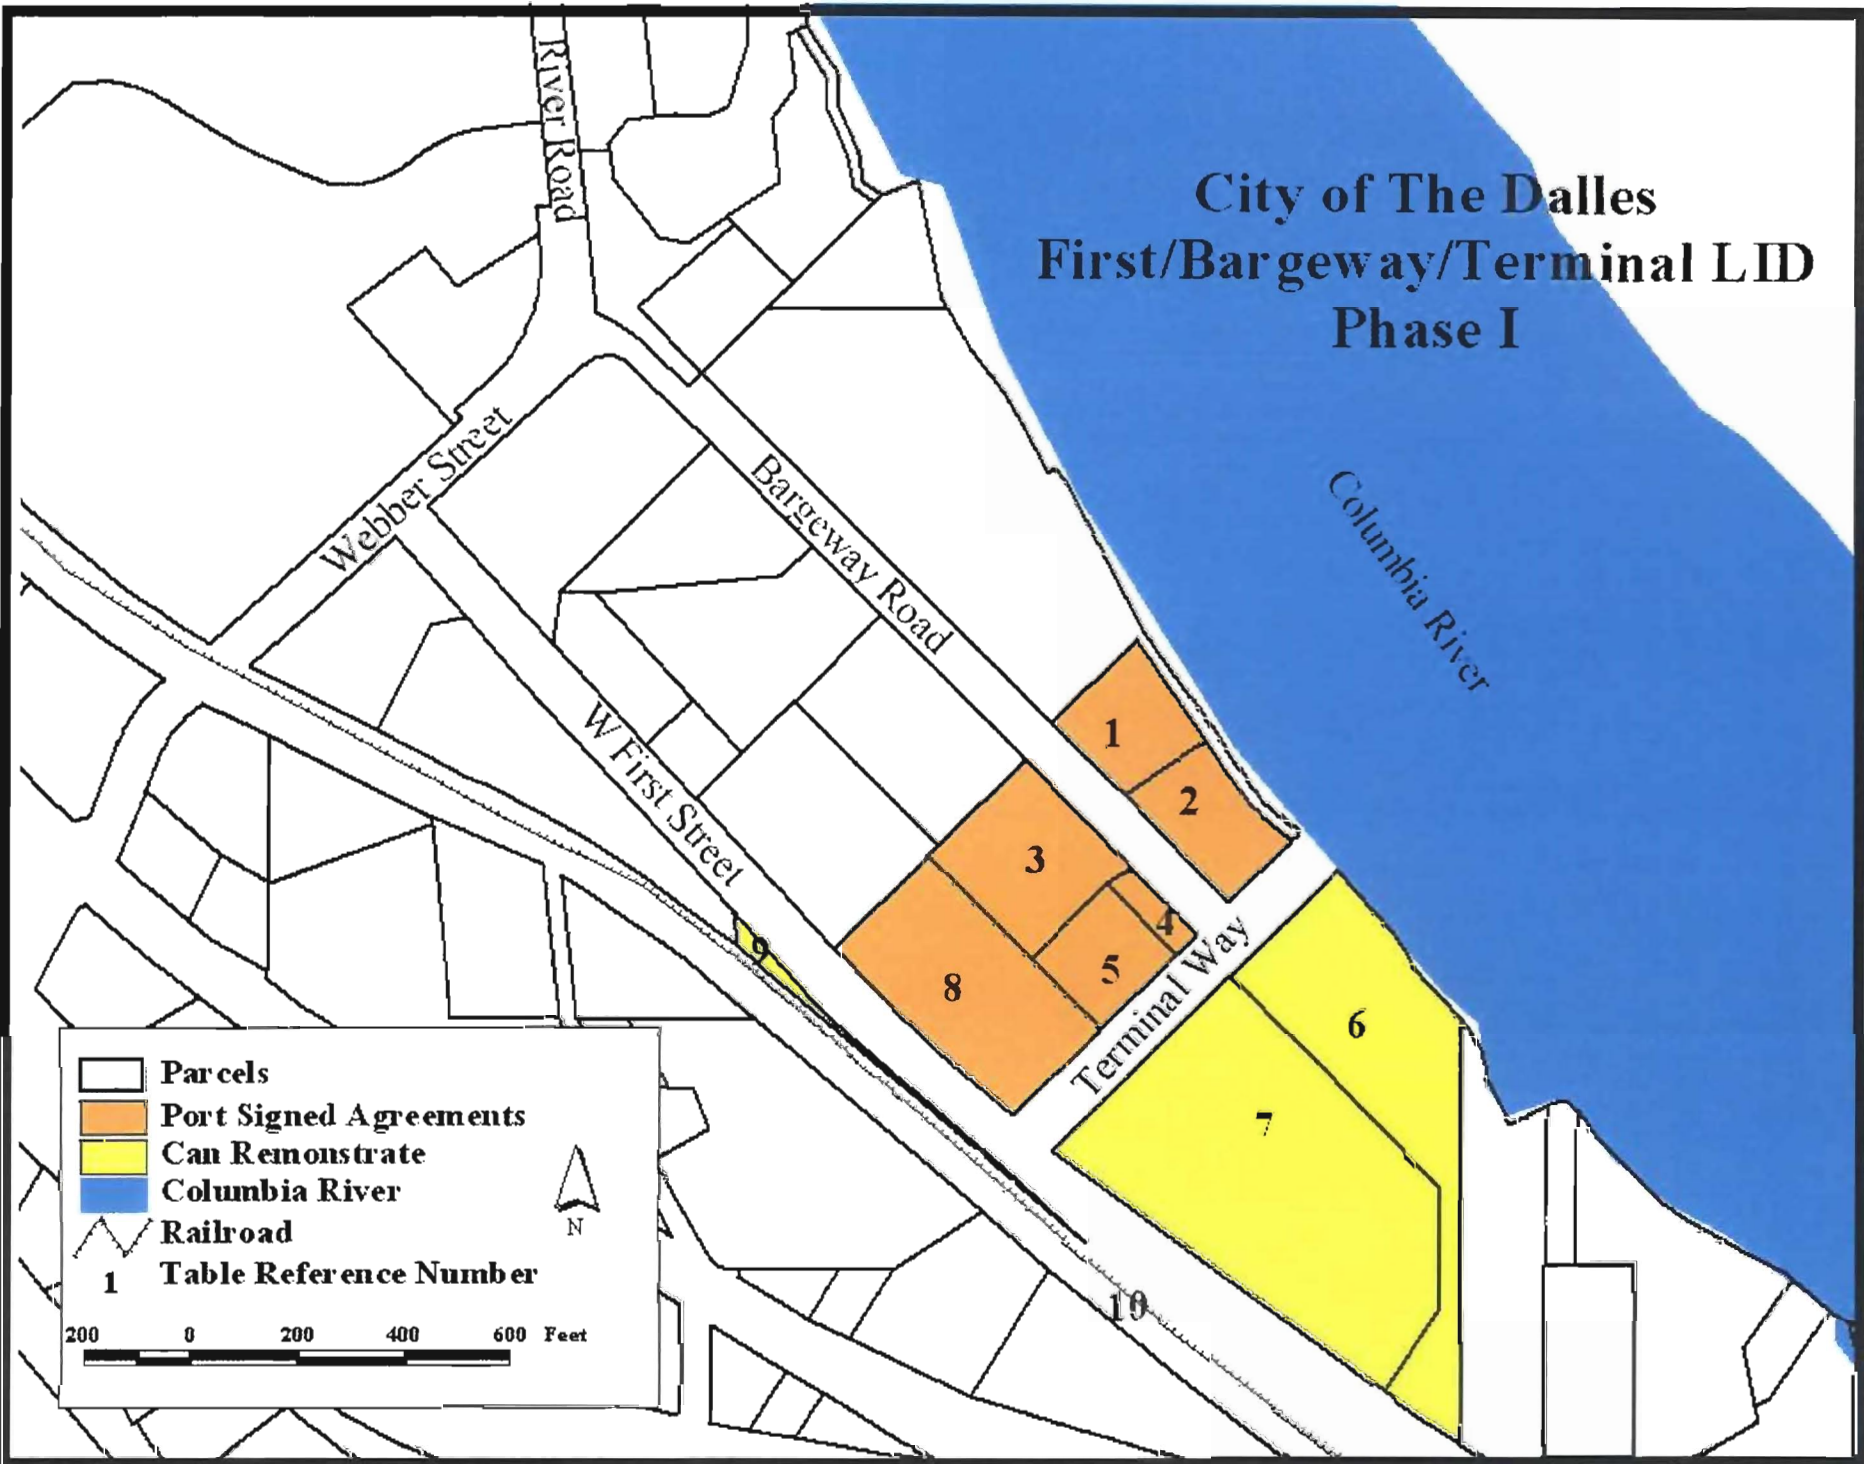 City of The Dalles
First/Bargeway/Terminal LID
Phase I
River Road
Webber Street
Bargeway Road
Columbia River
W First Street
Terminal Way
1
2
3
4
5
6
7
8
9
10
Parcels
Port Signed Agreements
Can Remonstrate
Columbia River
Railroad
1 Table Reference Number
N
200 0 200 400 600 Feet